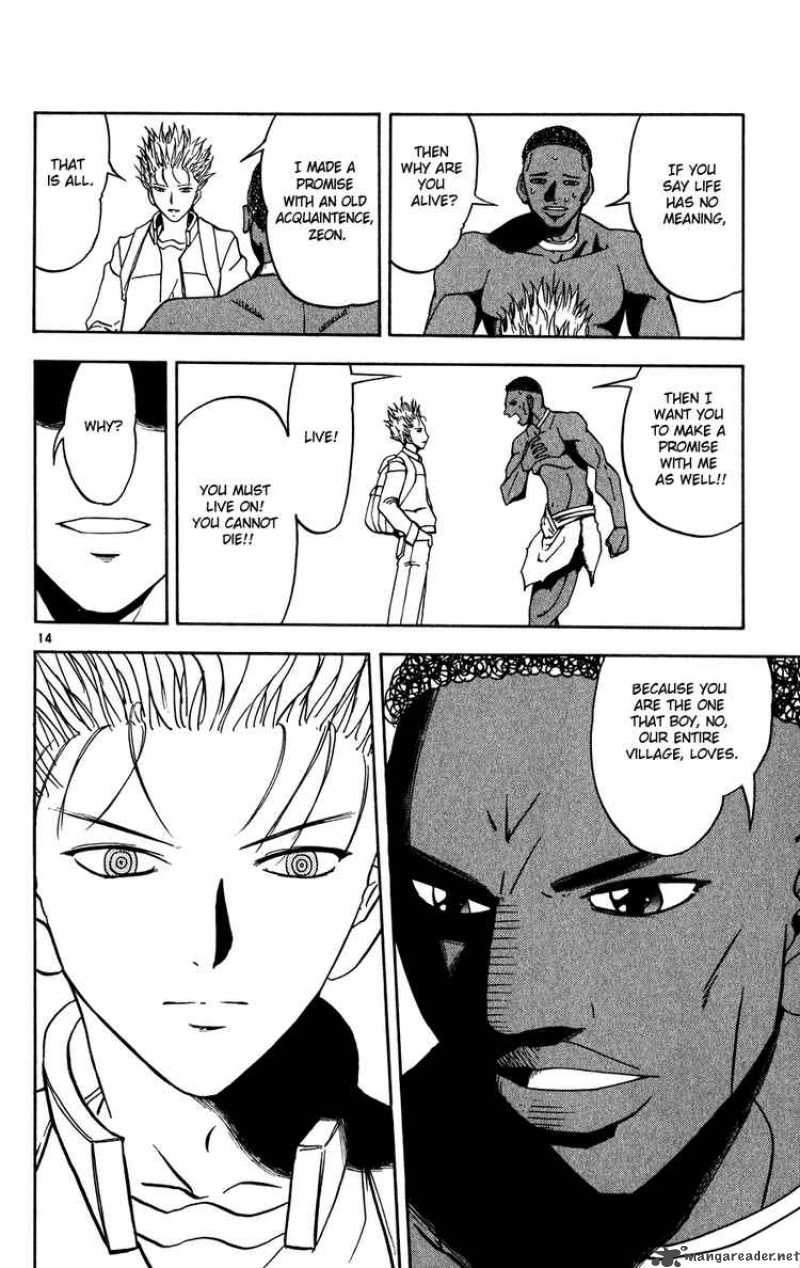 IF YOU
SAY LIFE
HAS NO
MEANING,
THEN
WHY ARE
YOU
ALIVE?
I MADE A
PROMISE
WITH AN OLD
ACQUAINTENCE,
ZEON.
THAT
IS ALL.
THEN I
WANT YOU
TO MAKE A
PROMISE
WITH ME
AS WELL!!
LIVE!
YOU MUST
LIVE ON!
YOU CANNOT
DIE!!
WHY?
14
BECAUSE YOU
ARE THE ONE
THAT BOY, NO,
OUR ENTIRE
VILLAGE, LOVES.
mangareader.net